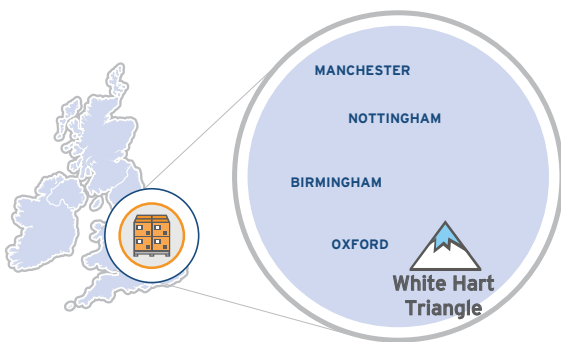 MANCHESTER
NOTTINGHAM
BIRMINGHAM
OXFORD
White Hart
Triangle